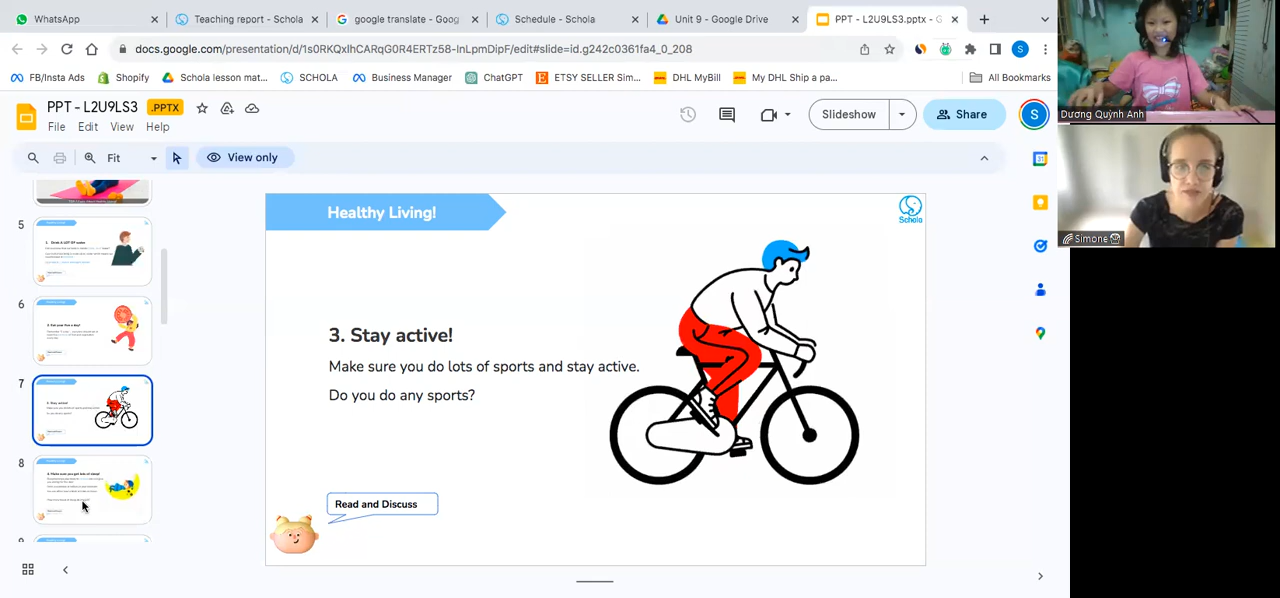 WhatsApp
Teaching report - Schola
google translate - Goog
Schedule - Schola
Unit 9 - Google Drive
PPT - L2U9LS3.pptx - G
docs.google.com/presentation/d/1s0RKQxIhCARqG0R4ERTz58-lnLpmDipF/edit#slide=id.g242c0361fa4_0_208
FB/Insta Ads
Shopify
Schola lesson mat...
SCHOLA
Business Manager
ChatGPT
ETSY SELLER Sim...
DHL MyBill
My DHL Ship a pa...
All Bookmarks
PPT - L2U9LS3
.PPTX
File
Edit
View
Help
Slideshow
Share
S
Fit
View only
5
6
7
8
Healthy Living!
Schola
3. Stay active!
Make sure you do lots of sports and stay active.
Do you do any sports?
Read and Discuss
Dương Quỳnh Anh
Simone